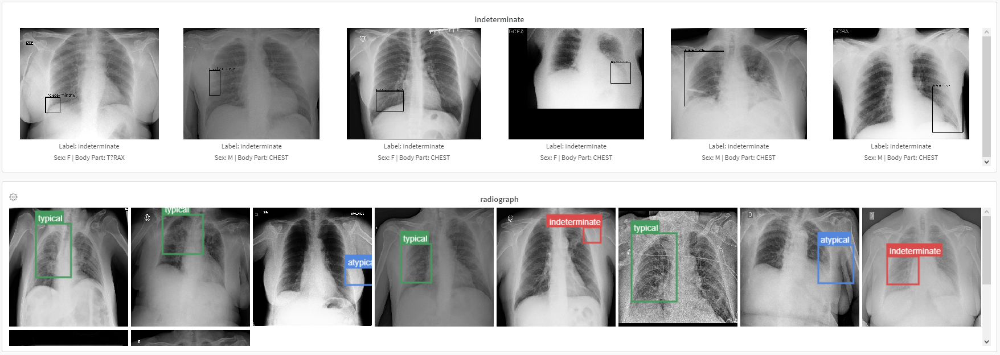 indeterminate
DCHA
DCHA
indeterminate
Label: indeterminate
Label: indeterminate
Label: indeterminate
Label: indeterminate
Label: indeterminate
Label: indeterminate
Sex: F | Body Part: T?RAX
Sex: M | Body Part: CHEST
Sex: F | Body Part: CHEST
Sex: F | Body Part: CHEST
Sex: M | Body Part: CHEST
Sex: M | Body Part: CHEST
radiograph
typical
typical
atypica
typical
indeterminate
typical
D
atypical
indeterminate